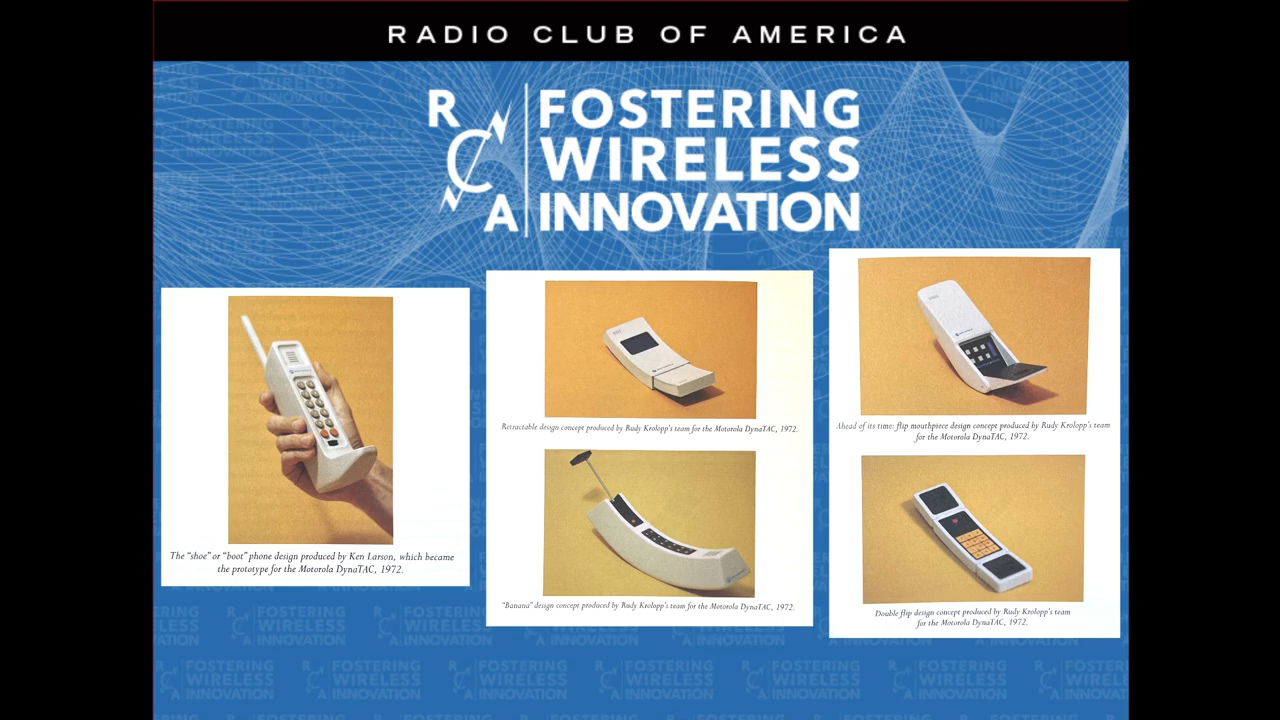 RADIO CLUB OF AMERICA
R C A
FOSTERING
WIRELESS
INNOVATION
The “shoe” or “boot” phone design produced by Ken Larson, which became
the prototype for the Motorola DynaTAC, 1972.
Retractable design concept produced by Rudy Krolopp's team for the Motorola DynaTAC, 1972.
“Banana” design concept produced by Rudy Krolopp's team for the Motorola DynaTAC, 1972.
Ahead of its time: flip mouthpiece design concept produced by Rudy Krolopp's team
for the Motorola DynaTAC, 1972.
Double flip design concept produced by Rudy Krolopp's team
for the Motorola DynaTAC, 1972.
R C A
FOSTERING
WIRELESS
INNOVATION